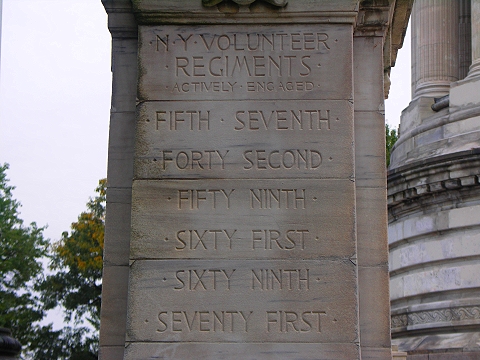 ·N·Y·VOLUNTEER·
·REGIMENTS·
·ACTIVELY·ENGAGED·
·FIFTH·SEVENTH·
·FORTY SECOND·
·FIFTY NINTH·
·SIXTY FIRST·
·SIXTY NINTH·
·SEVENTY FIRST·